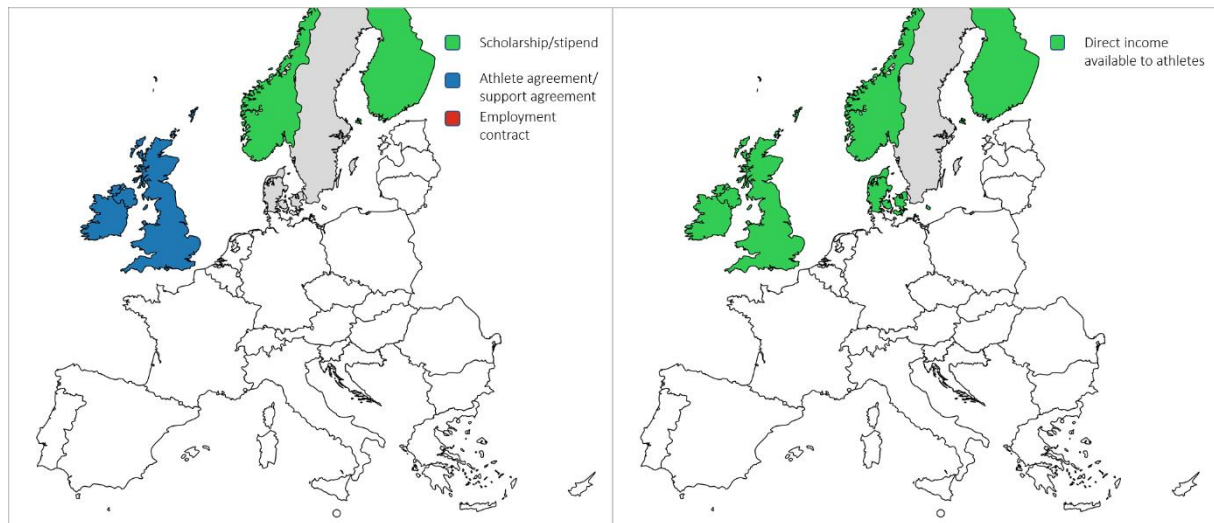 Scholarship/stipend
Athlete agreement/
support agreement
Employment
contract
Direct income
available to athletes